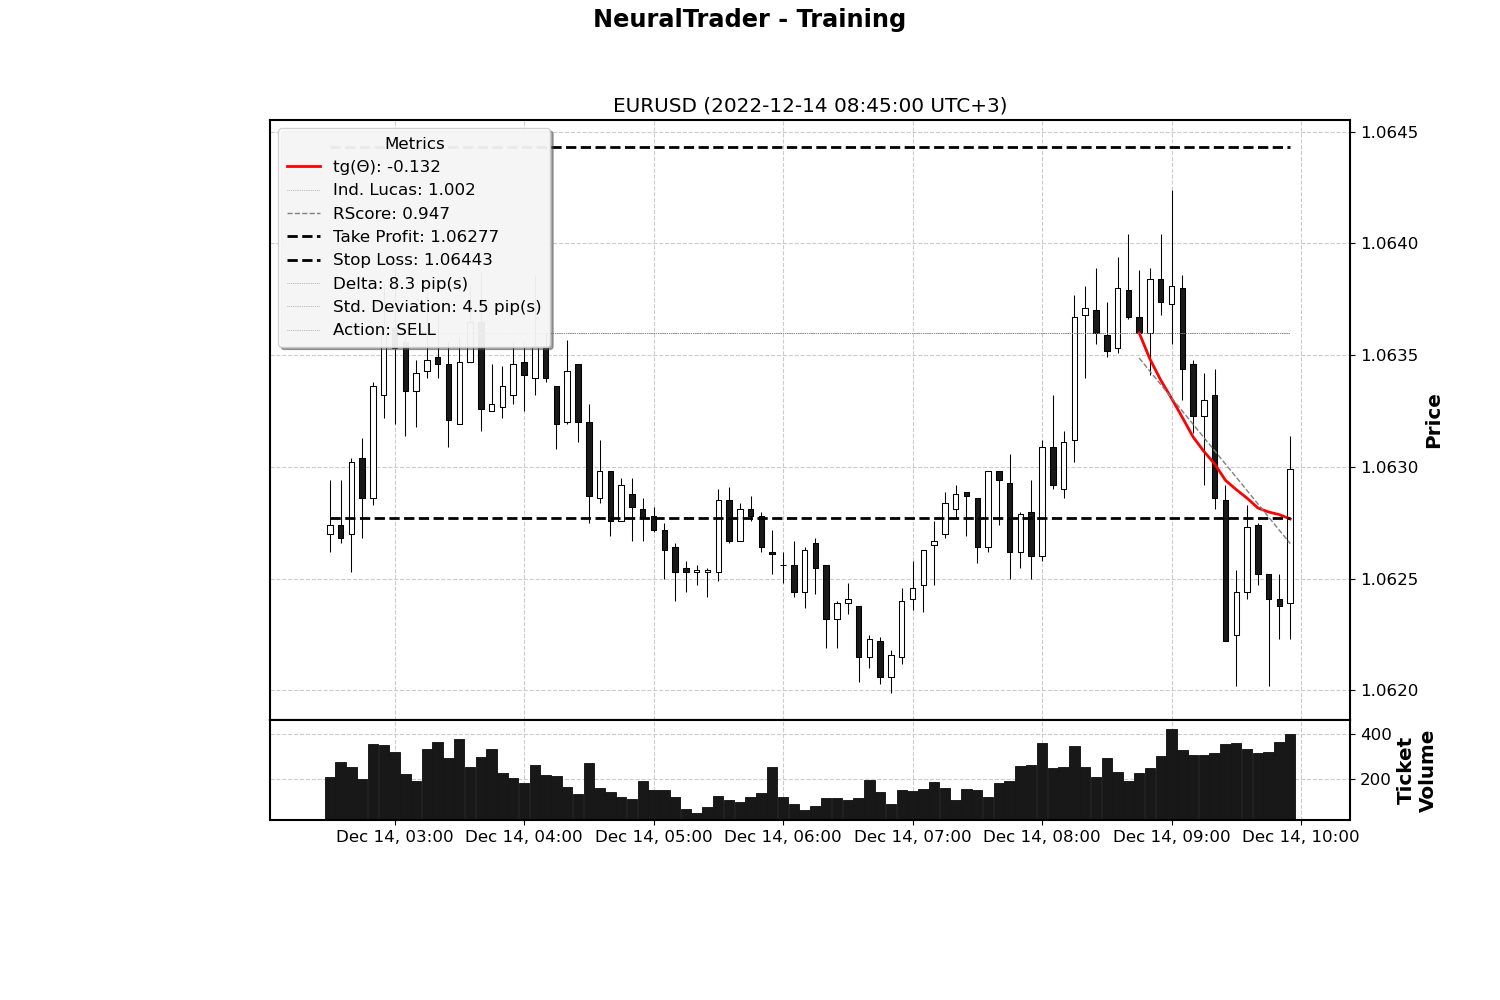 NeuralTrader - Training
EURUSD (2022-12-14 08:45:00 UTC+3)
Metrics
tg(Θ): -0.132
Ind. Lucas: 1.002
RScore: 0.947
Take Profit: 1.06277
Stop Loss: 1.06443
Delta: 8.3 pip(s)
Std. Deviation: 4.5 pip(s)
Action: SELL
1.0645
1.0640
1.0635
1.0630
1.0625
1.0620
Price
400
200
Ticket
Volume
Dec 14, 03:00
Dec 14, 04:00
Dec 14, 05:00
Dec 14, 06:00
Dec 14, 07:00
Dec 14, 08:00
Dec 14, 09:00
Dec 14, 10:00